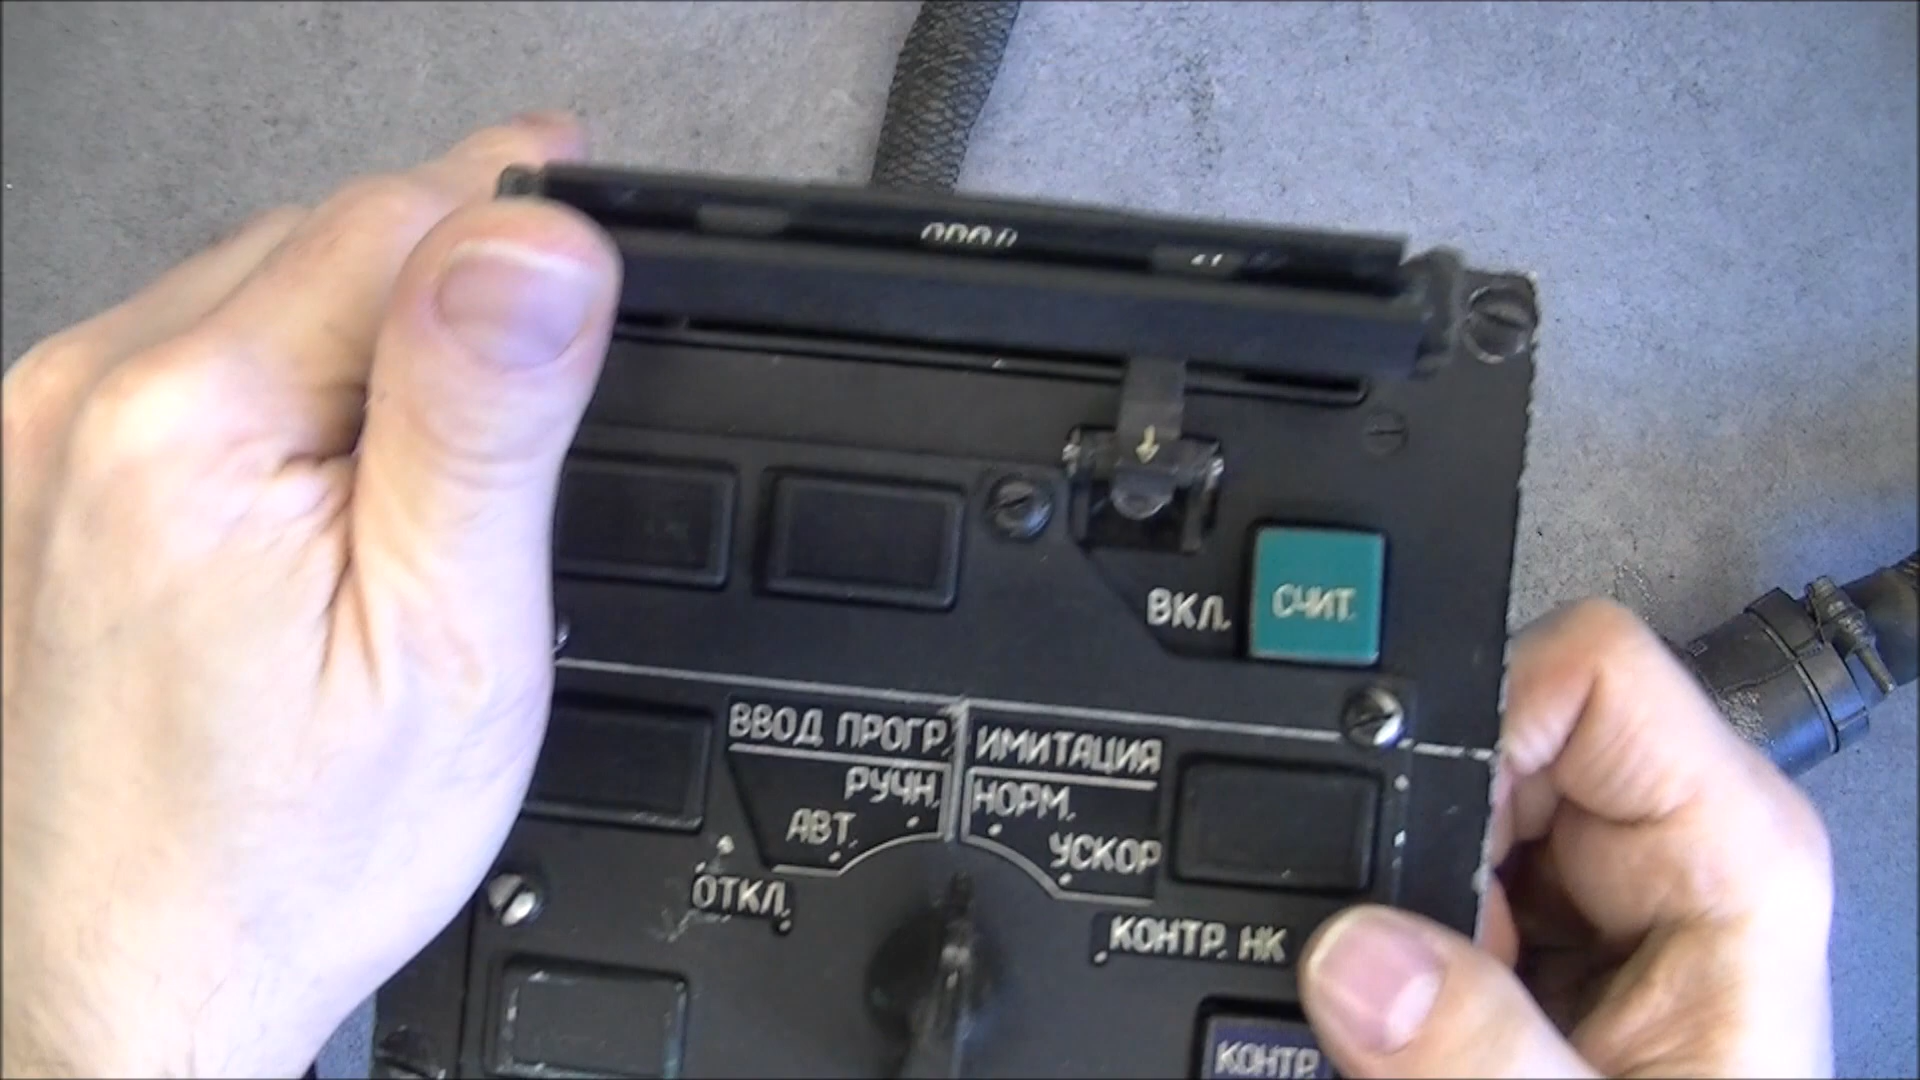 ВКЛ.
СЧИТ.
ВВОД ПРОГР.
ИМИТАЦИЯ
РУЧН.
НОРМ.
АВТ.
УСКОР
ОТКЛ.
КОНТР. НК
КОНТР.